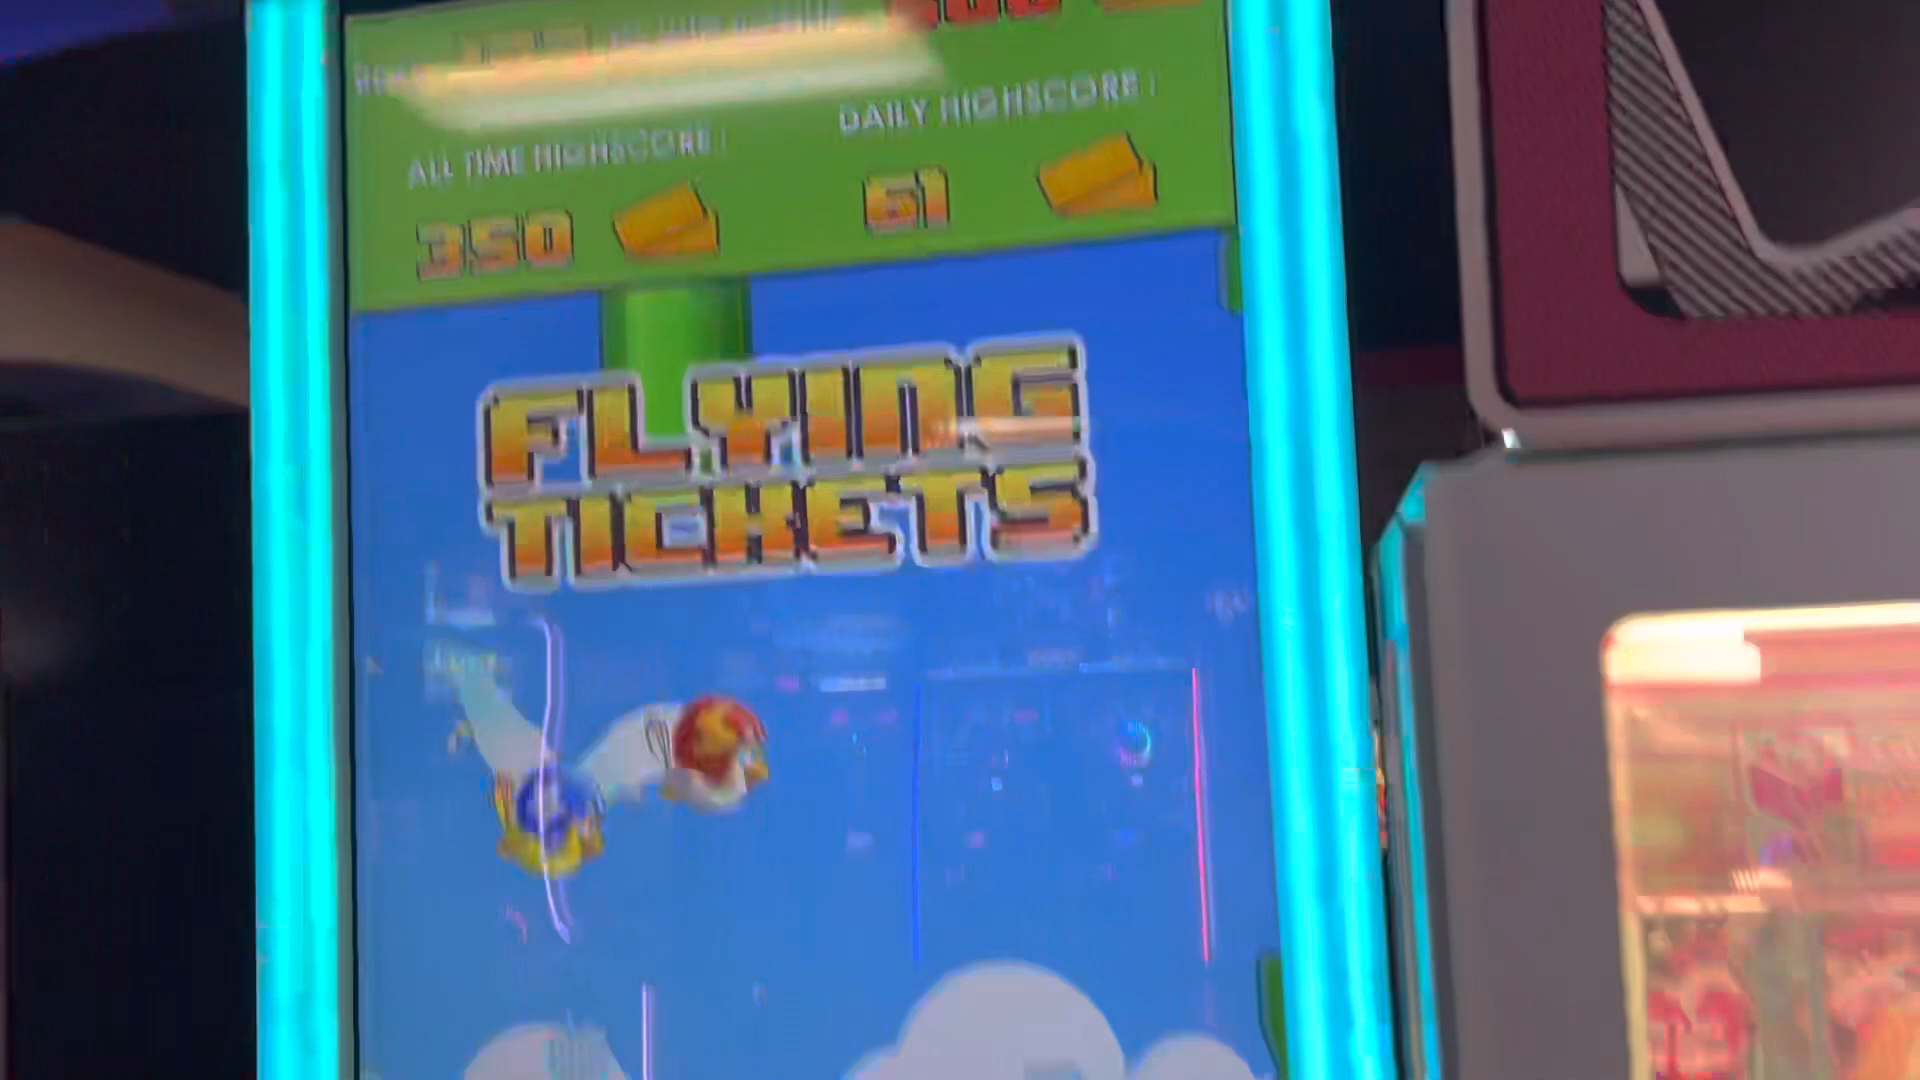 ALL TIME HIGHSCORE :
DAILY HIGHSCORE :
350
61
FLYING
TICKETS